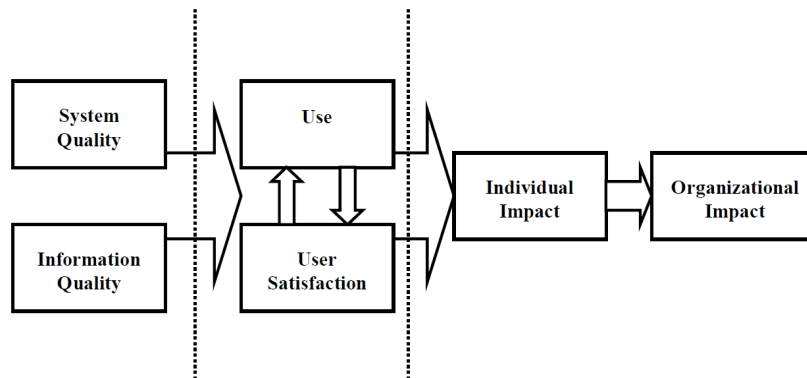 System
Quality
Use
Individual
Impact
Organizational
Impact
Information
Quality
User
Satisfaction